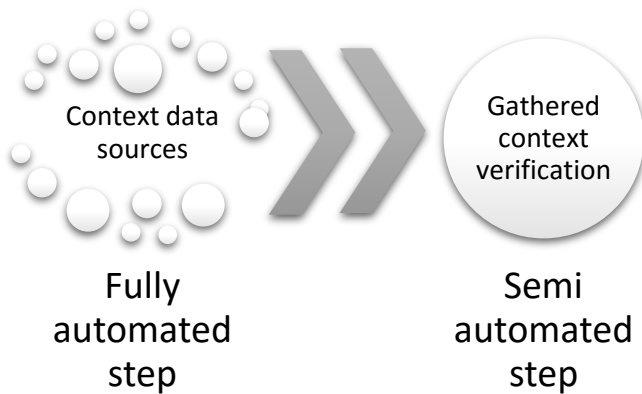 Context data
sources
Gathered
context
verification
Fully
automated
step
Semi
automated
step